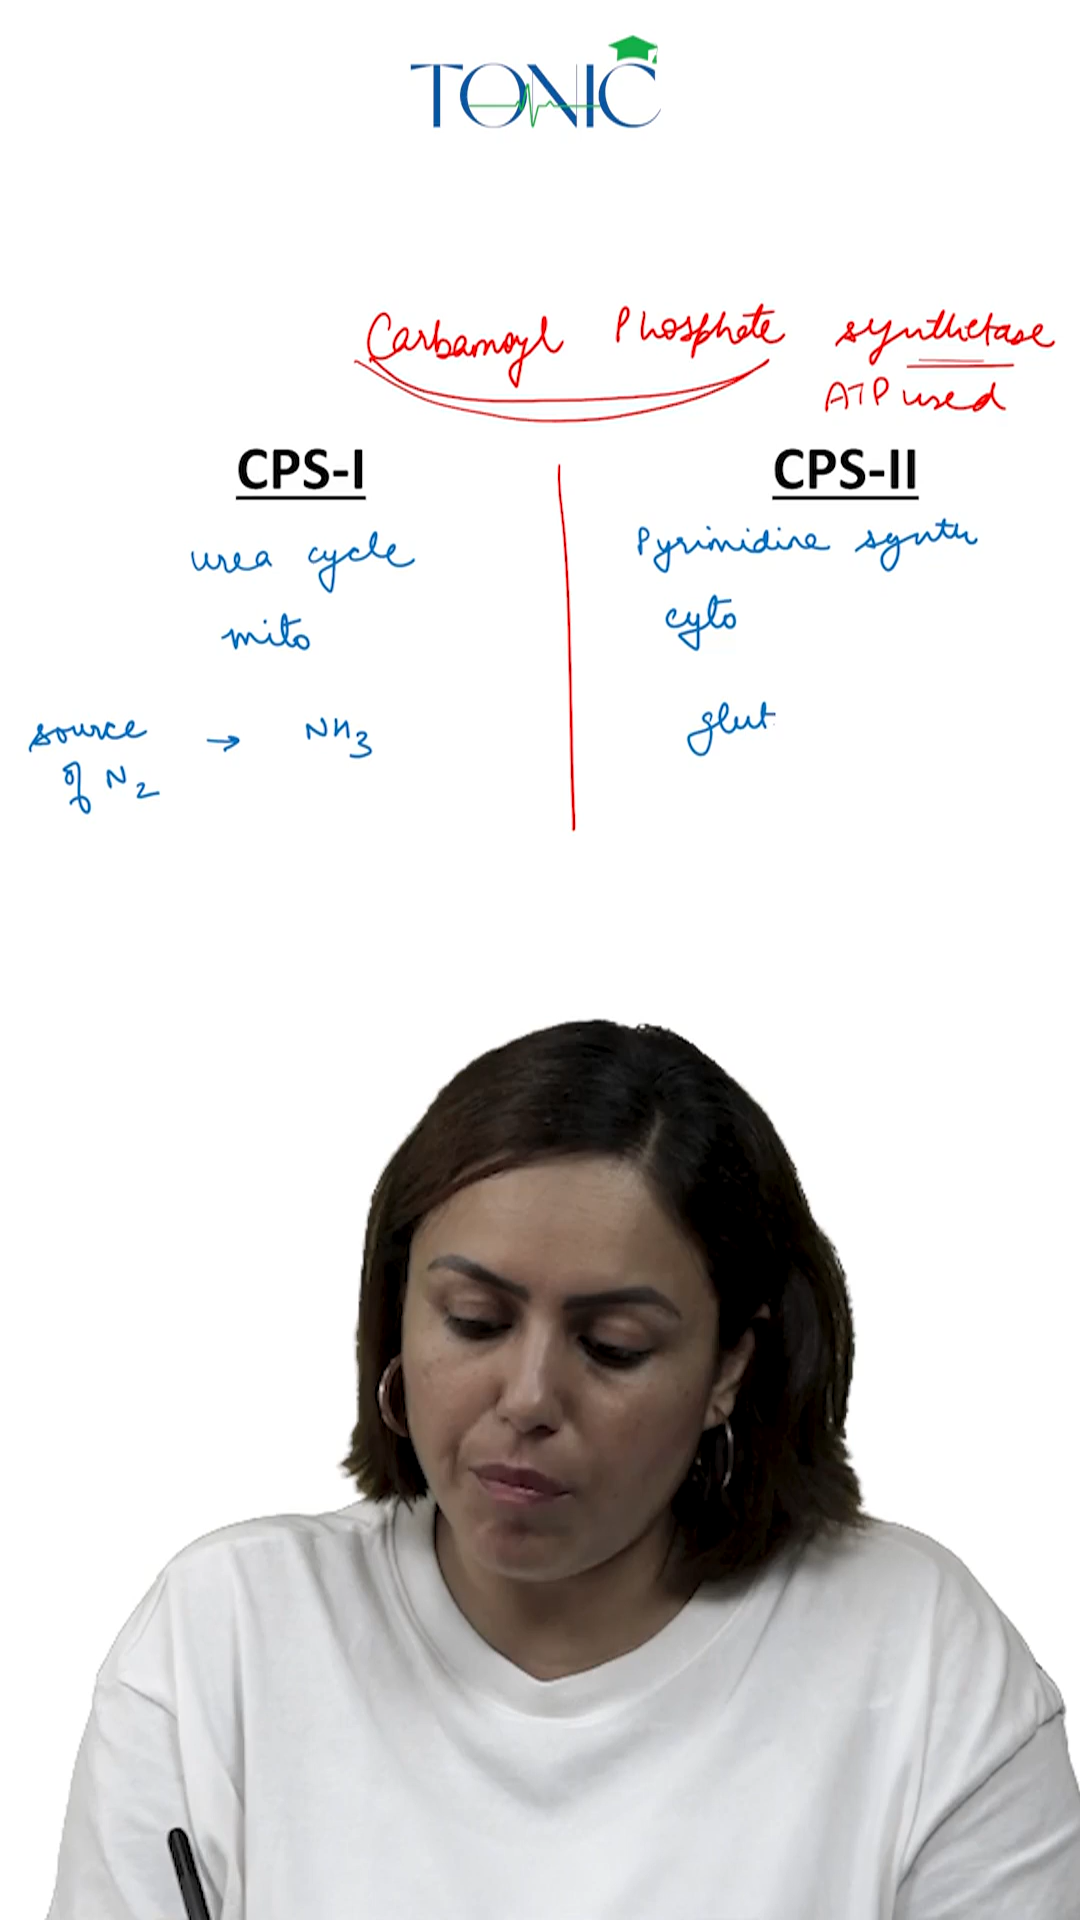 TONIC
Carbamoyl Phosphate synthetase
ATP used
CPS-I CPS-II
urea cycle Pyrimidine synth
mito cyto
source of N2 → NH3 glut